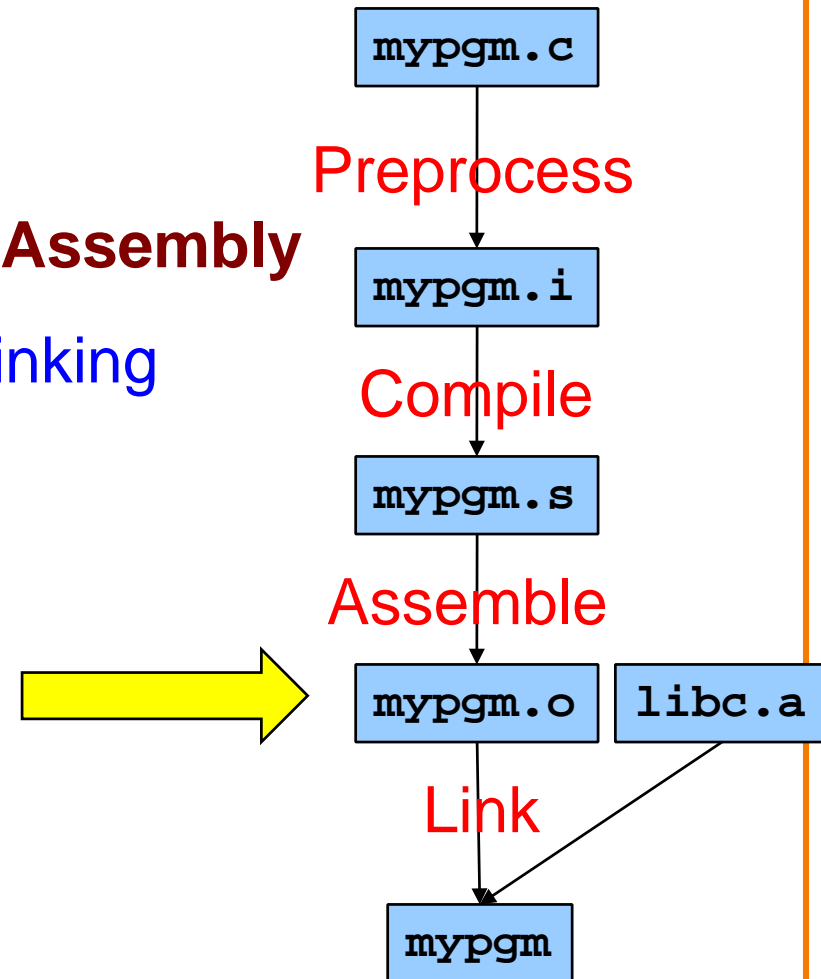 mypgm.c
Preprocess
Assembly
mypgm.i
inking
Compile
mypgm.s
Assemble
mypgm.o
libc.a
Link
mypgm